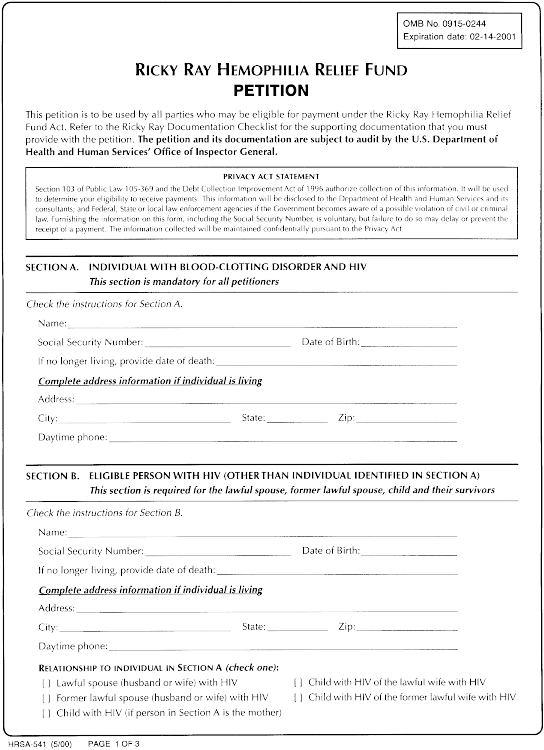 OMB No. 0915-0244
Expiration date: 02-14-2001
RICKY RAY HEMOPHILIA RELIEF FUND
PETITION
This petition is to be used by all parties who may be eligible for payment under the Ricky Ray Hemophilia Relief
Fund Act. Refer to the Ricky Ray Documentation Checklist for the supporting documentation that you must
provide with the petition. The petition and its documentation are subject to audit by the U.S. Department of
Health and Human Services' Office of Inspector General.
PRIVACY ACT STATEMENT
Section 103 of Public Law 105-369 and the Debt Collection Improvement Act of 1996 authorize collection of this information. It will be used
to determine your eligibility to receive payments. This information will be disclosed to the Department of Health and Human Services and its
consultants; and Federal, State or local law enforcement agencies if the Government becomes aware of a possible violation of civil or criminal
law. Furnishing the information on this form, including the Social Security Number, is voluntary, but failure to do so may delay or prevent the
receipt of a payment. The information collected will be maintained confidentially pursuant to the Privacy Act.
SECTION A. INDIVIDUAL WITH BLOOD-CLOTTING DISORDER AND HIV
This section is mandatory for all petitioners
Check the instructions for Section A.
Name:
Social Security Number: Date of Birth:
If no longer living, provide date of death:
Complete address information if individual is living
Address:
City: State: Zip:
Daytime phone:
SECTION B. ELIGIBLE PERSON WITH HIV (OTHER THAN INDIVIDUAL IDENTIFIED IN SECTION A)
This section is required for the lawful spouse, former lawful spouse, child and their survivors
Check the instructions for Section B.
Name:
Social Security Number: Date of Birth:
If no longer living, provide date of death:
Complete address information if individual is living
Address:
City: State: Zip:
Daytime phone:
RELATIONSHIP TO INDIVIDUAL IN SECTION A (check one):
[ ] Lawful spouse (husband or wife) with HIV [ ] Child with HIV of the lawful wife with HIV
[ ] Former lawful spouse (husband or wife) with HIV [ ] Child with HIV of the former lawful wife with HIV
[ ] Child with HIV (if person in Section A is the mother)
HRSA-541 (5/00) PAGE 1 OF 3